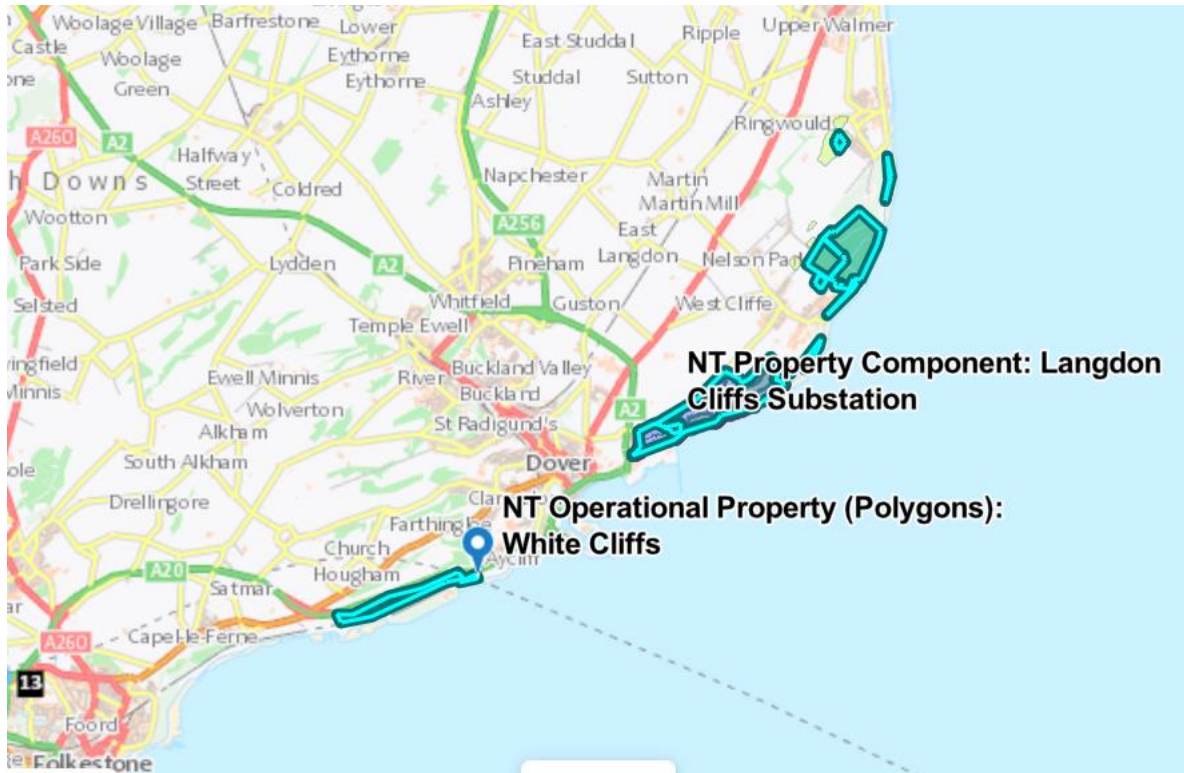 Woolage Village
Barfrestone
Lower
Eythorne
Eythorne
East Studdal
Ripple
Upper Walmer
Castle
Woolage
Green
Studdal
Sutton
Ashley
A260
A2
Ringwould
Halfway
Street
h Downs
Coldred
Napchester
Martin
Martin Mill
Wootton
A256
East
Langdon
Park Side
Lydden
A2
Pineham
Nelson Park
Selsted
Whitfield
Guston
West Cliffe
Temple Ewell
Minnis
Ewell Minnis
River
Buckland Valley
Buckland
NT Property Component: Langdon
Cliffs Substation
Wolverton
Alkham
A2
St Radigund's
South Alkham
Dover
Drellingore
NT Operational Property (Polygons):
White Cliffs
Church
Hougham
Aycliff
A20
Satmar
Capel-le-Ferne
A260
13
Foord
Folkestone